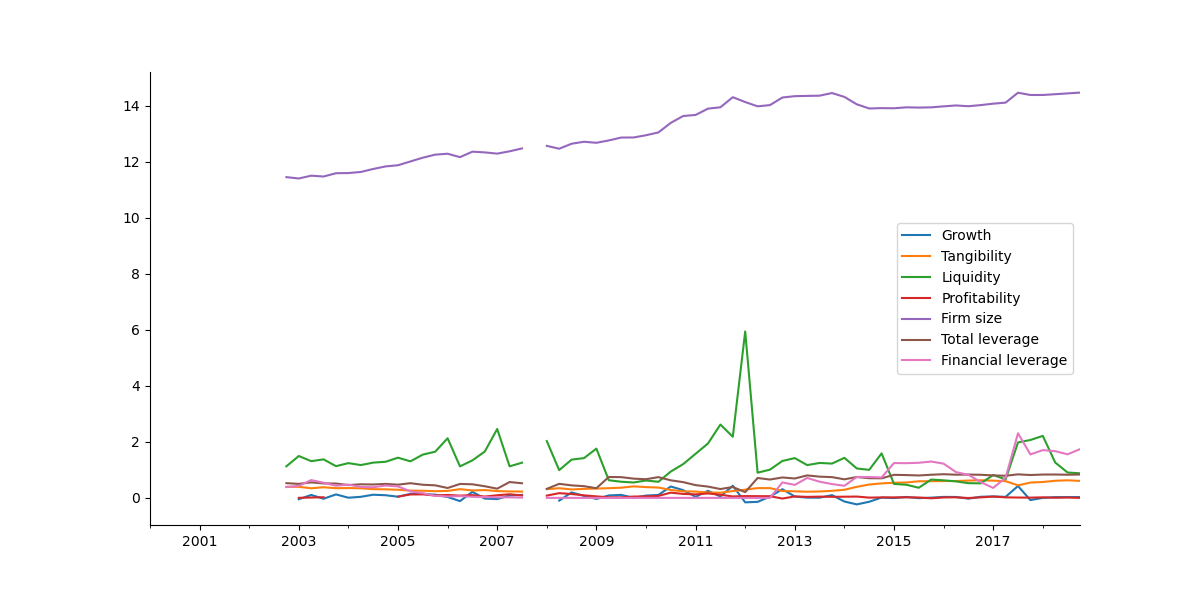 14
12
10
8
6
4
2
0
Growth
Tangibility
Liquidity
Profitability
Firm size
Total leverage
Financial leverage
2001 2003 2005 2007 2009 2011 2013 2015 2017